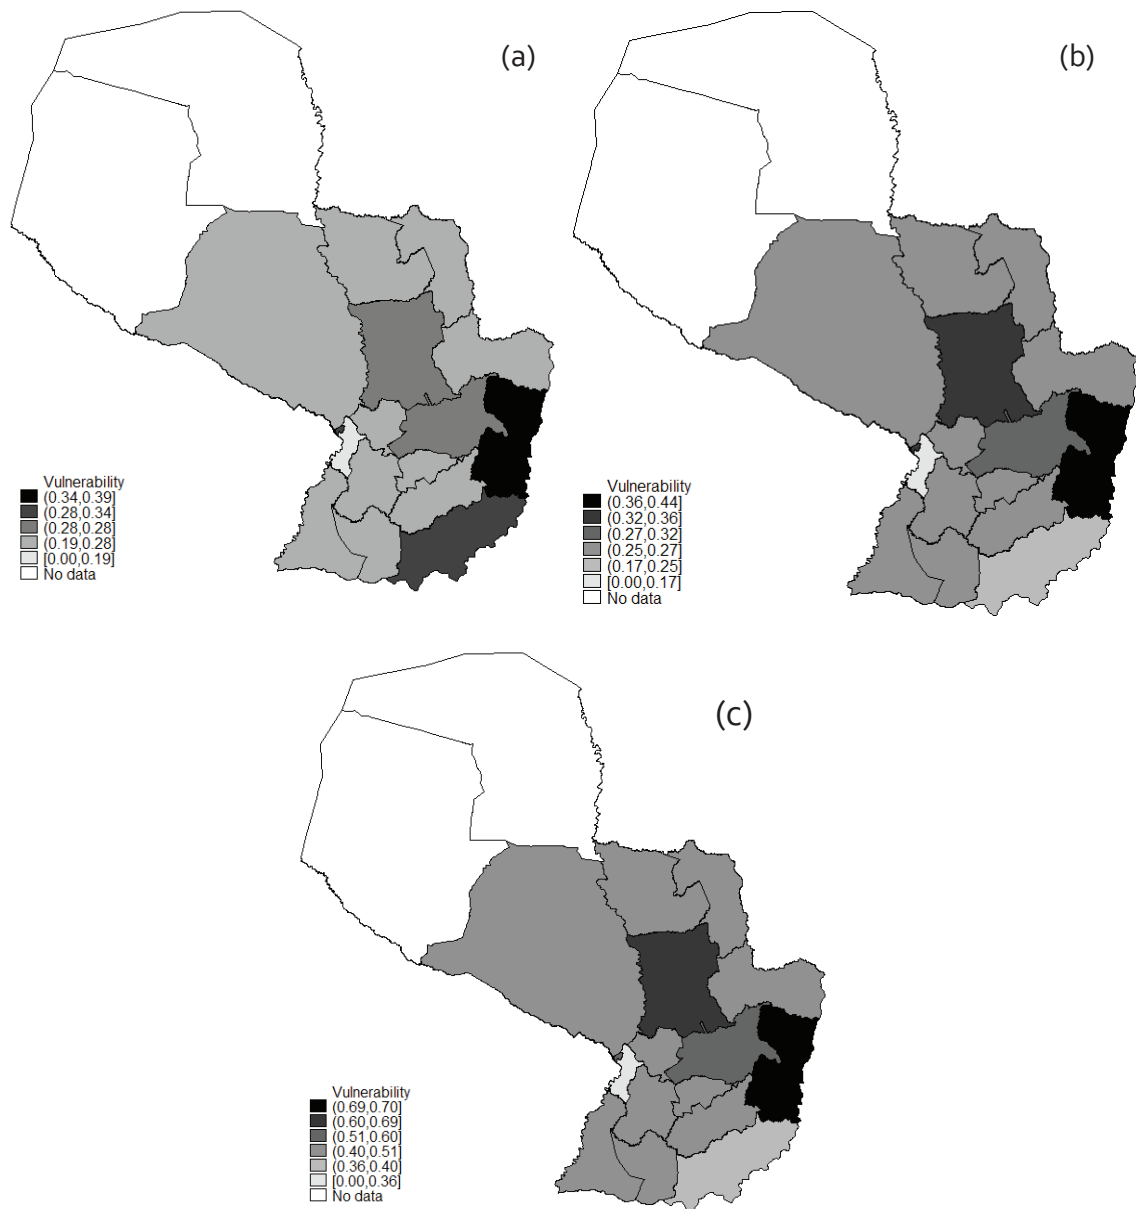 (a)
(b)
Vulnerability
(0.34,0.39]
(0.28,0.34]
(0.28,0.28]
(0.19,0.28]
[0.00,0.19]
No data
Vulnerability
(0.36,0.44]
(0.32,0.36]
(0.27,0.32]
(0.25,0.27]
(0.17,0.25]
[0.00,0.17]
No data
(c)
Vulnerability
(0.69,0.70]
(0.60,0.69]
(0.51,0.60]
(0.40,0.51]
(0.36,0.40]
[0.00,0.36]
No data